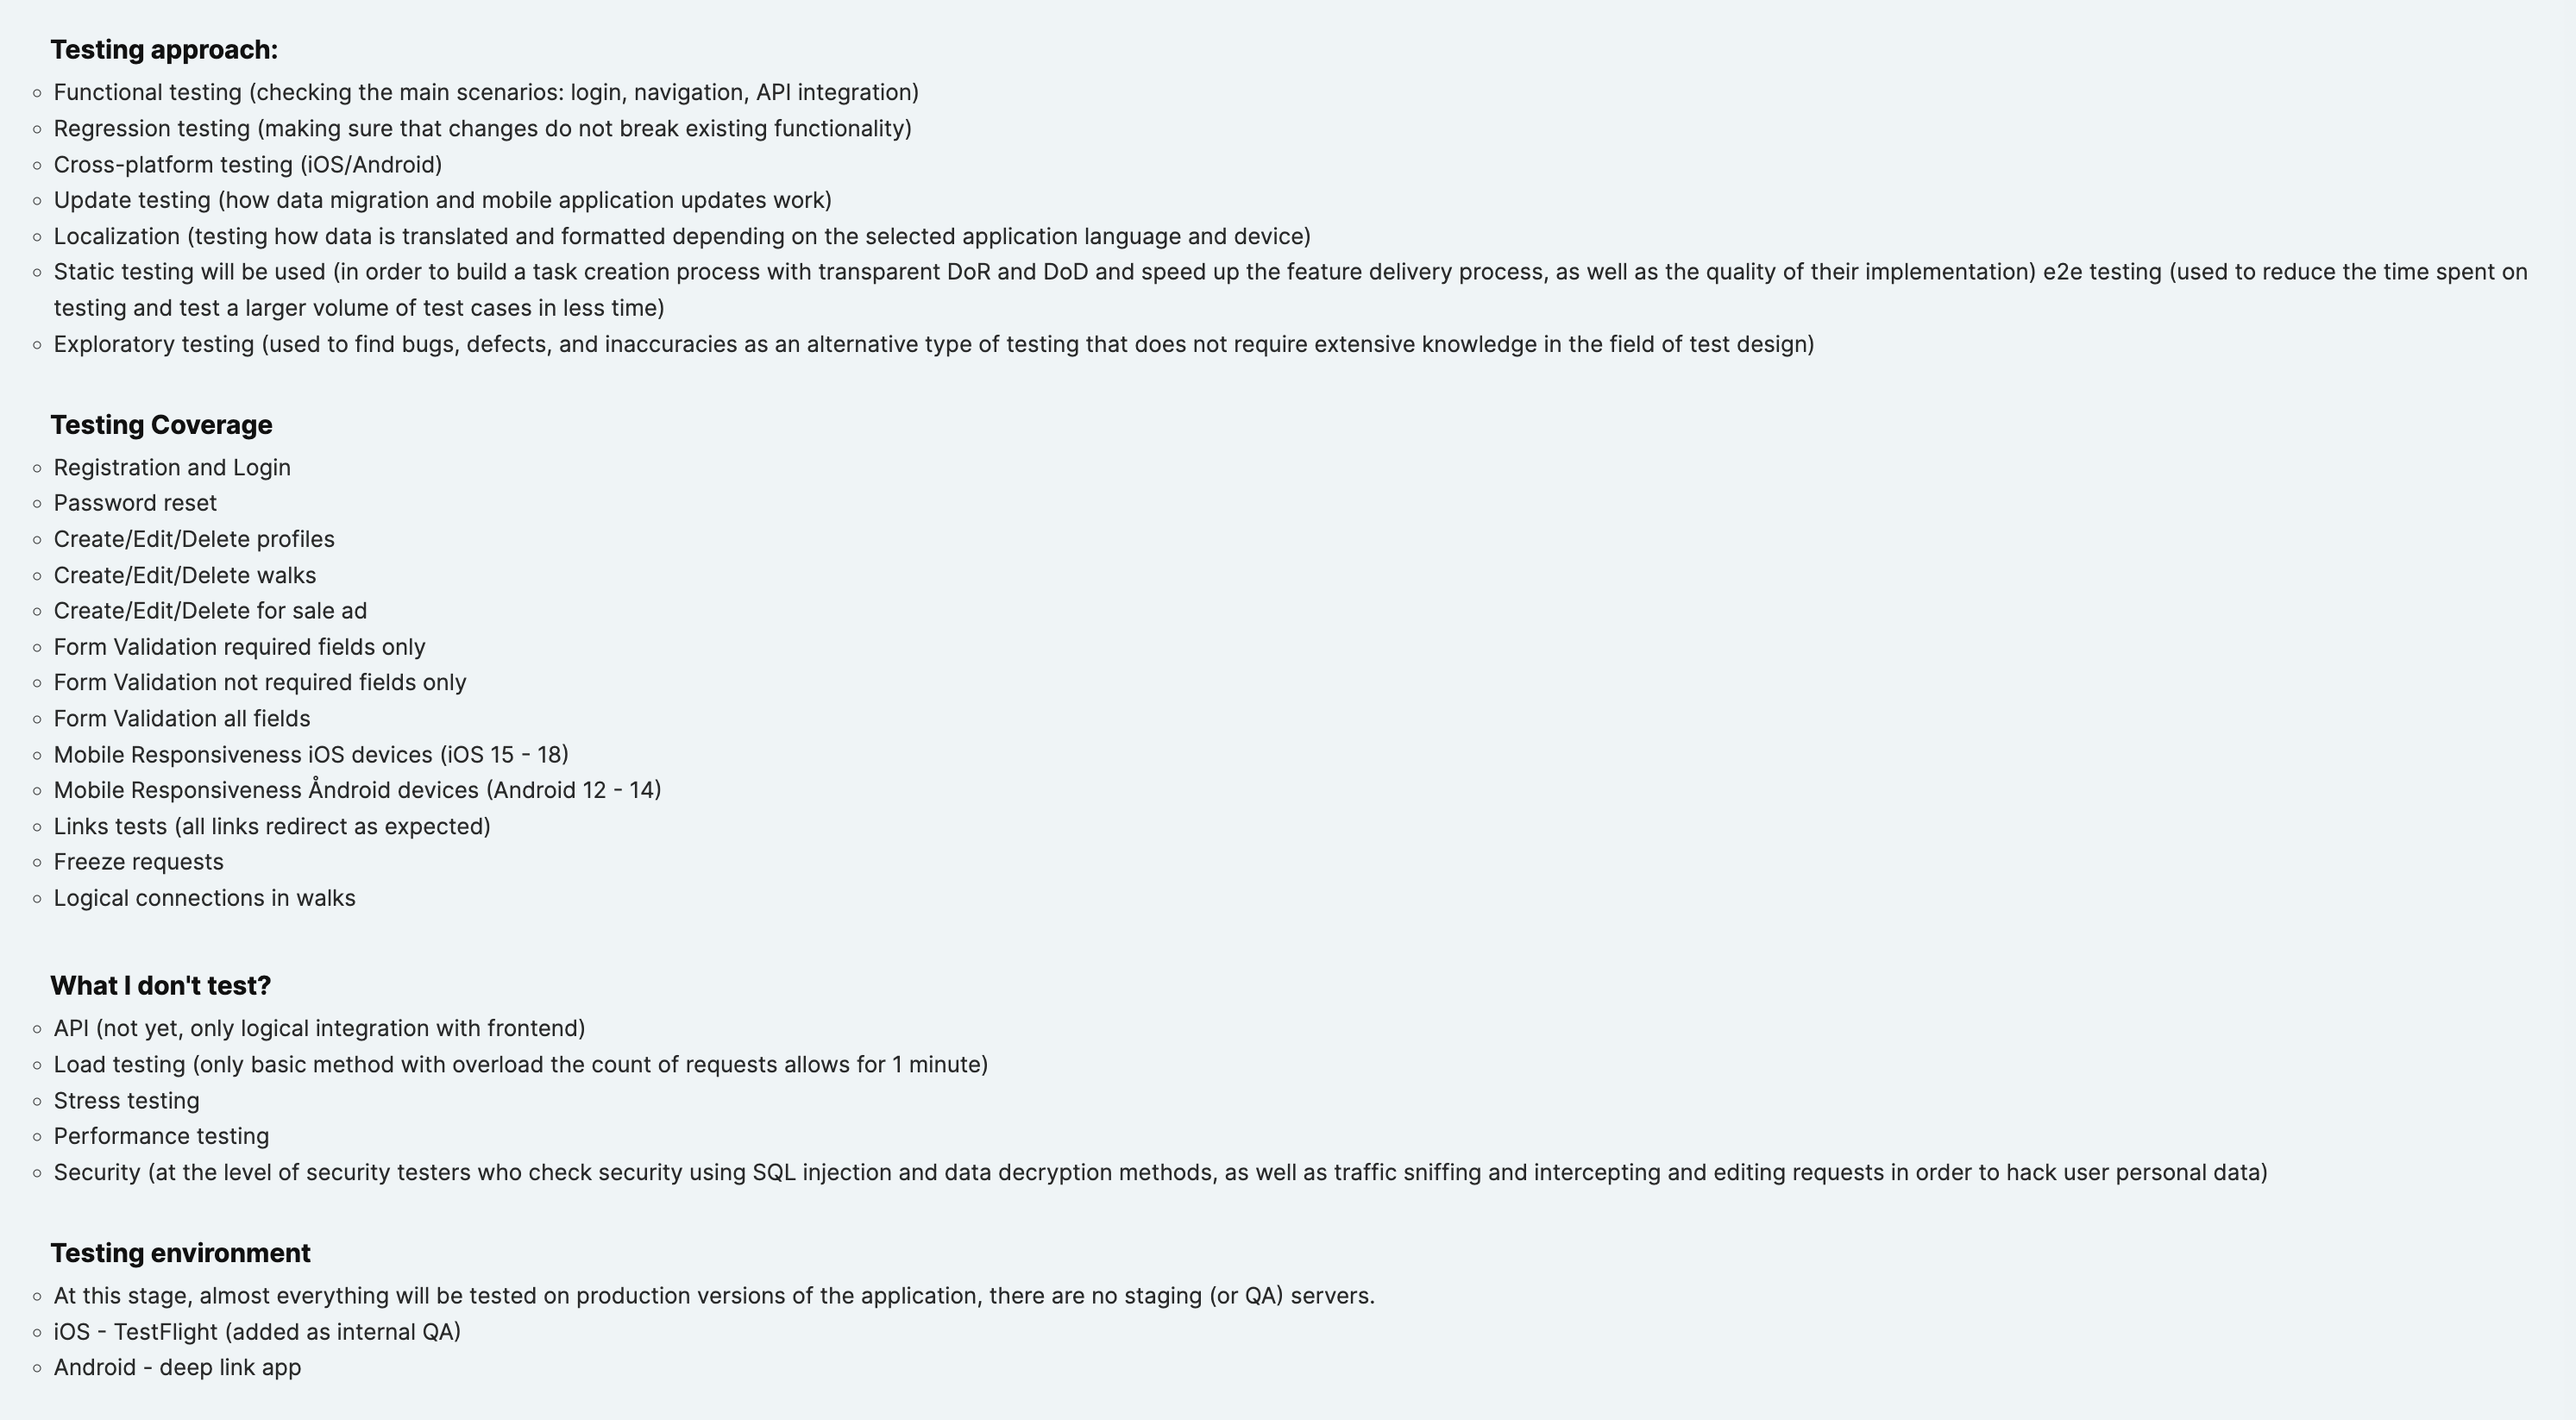 Testing approach:
Functional testing (checking the main scenarios: login, navigation, API integration)
Regression testing (making sure that changes do not break existing functionality)
Cross-platform testing (iOS/Android)
Update testing (how data migration and mobile application updates work)
Localization (testing how data is translated and formatted depending on the selected application language and device)
Static testing will be used (in order to build a task creation process with transparent DoR and DoD and speed up the feature delivery process, as well as the quality of their implementation) e2e testing (used to reduce the time spent on
testing and test a larger volume of test cases in less time)
Exploratory testing (used to find bugs, defects, and inaccuracies as an alternative type of testing that does not require extensive knowledge in the field of test design)
Testing Coverage
Registration and Login
Password reset
Create/Edit/Delete profiles
Create/Edit/Delete walks
Create/Edit/Delete for sale ad
Form Validation required fields only
Form Validation not required fields only
Form Validation all fields
Mobile Responsiveness iOS devices (iOS 15 - 18)
Mobile Responsiveness Åndroid devices (Android 12 - 14)
Links tests (all links redirect as expected)
Freeze requests
Logical connections in walks
What I don't test?
API (not yet, only logical integration with frontend)
Load testing (only basic method with overload the count of requests allows for 1 minute)
Stress testing
Performance testing
Security (at the level of security testers who check security using SQL injection and data decryption methods, as well as traffic sniffing and intercepting and editing requests in order to hack user personal data)
Testing environment
At this stage, almost everything will be tested on production versions of the application, there are no staging (or QA) servers.
iOS - TestFlight (added as internal QA)
Android - deep link app